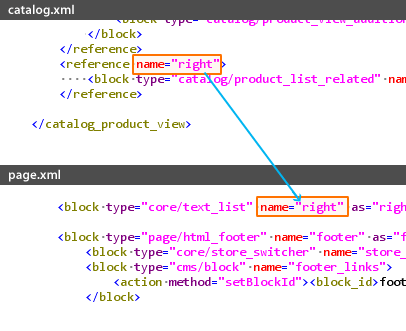 catalog.xml
<block type="catalog/product_view_addition
</block>
</reference>
<reference name="right">
····<block·type="catalog/product_list_related"·nam
</reference>
</catalog_product_view>
page.xml
<block·type="core/text_list" name="right" as="righ
<block·type="page/html_footer"·name="footer"·as="f
<block·type="core/store_switcher"·name="store_
<block·type="cms/block"·name="footer_links">
<action·method="setBlockId"><block_id>foot
</block>